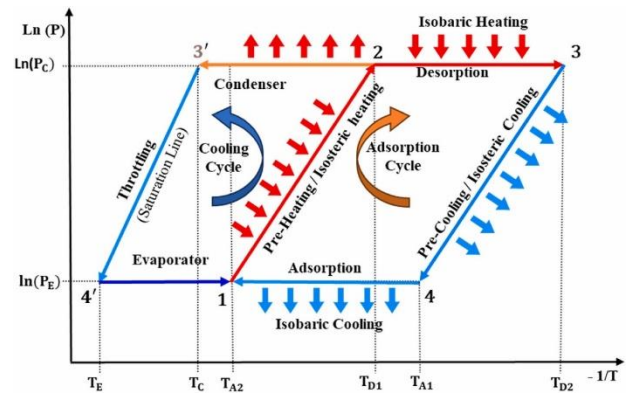 Ln (P)
Isobaric Heating
3′
2
3
Ln(P_C)
Condenser
Desorption
Throttling
(Saturation Line)
Cooling
Cycle
Pre-Heating / Isosteric heating
Adsorption
Cycle
Pre-Cooling / Isosteric Cooling
Evaporator
Adsorption
ln(P_E)
4′
1
4
Isobaric Cooling
T_E
T_C
T_A2
T_D1
T_A1
T_D2
- 1/T